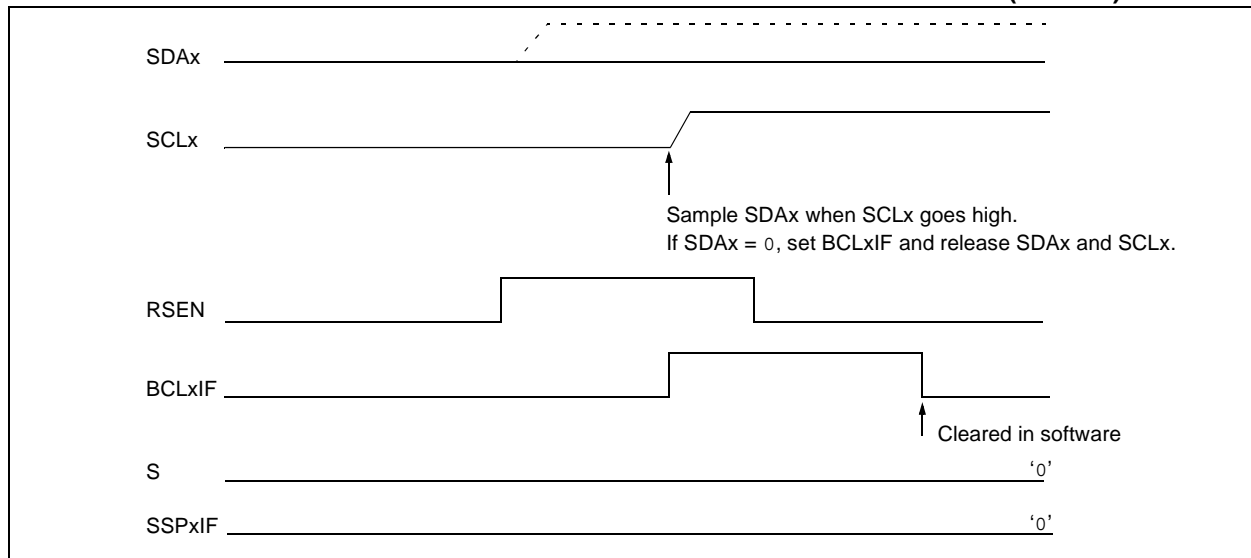 SDAx
SCLx
Sample SDAx when SCLx goes high.
If SDAx = 0, set BCLxIF and release SDAx and SCLx.
RSEN
BCLxIF
Cleared in software
S
‘0’
SSPxIF
‘0’